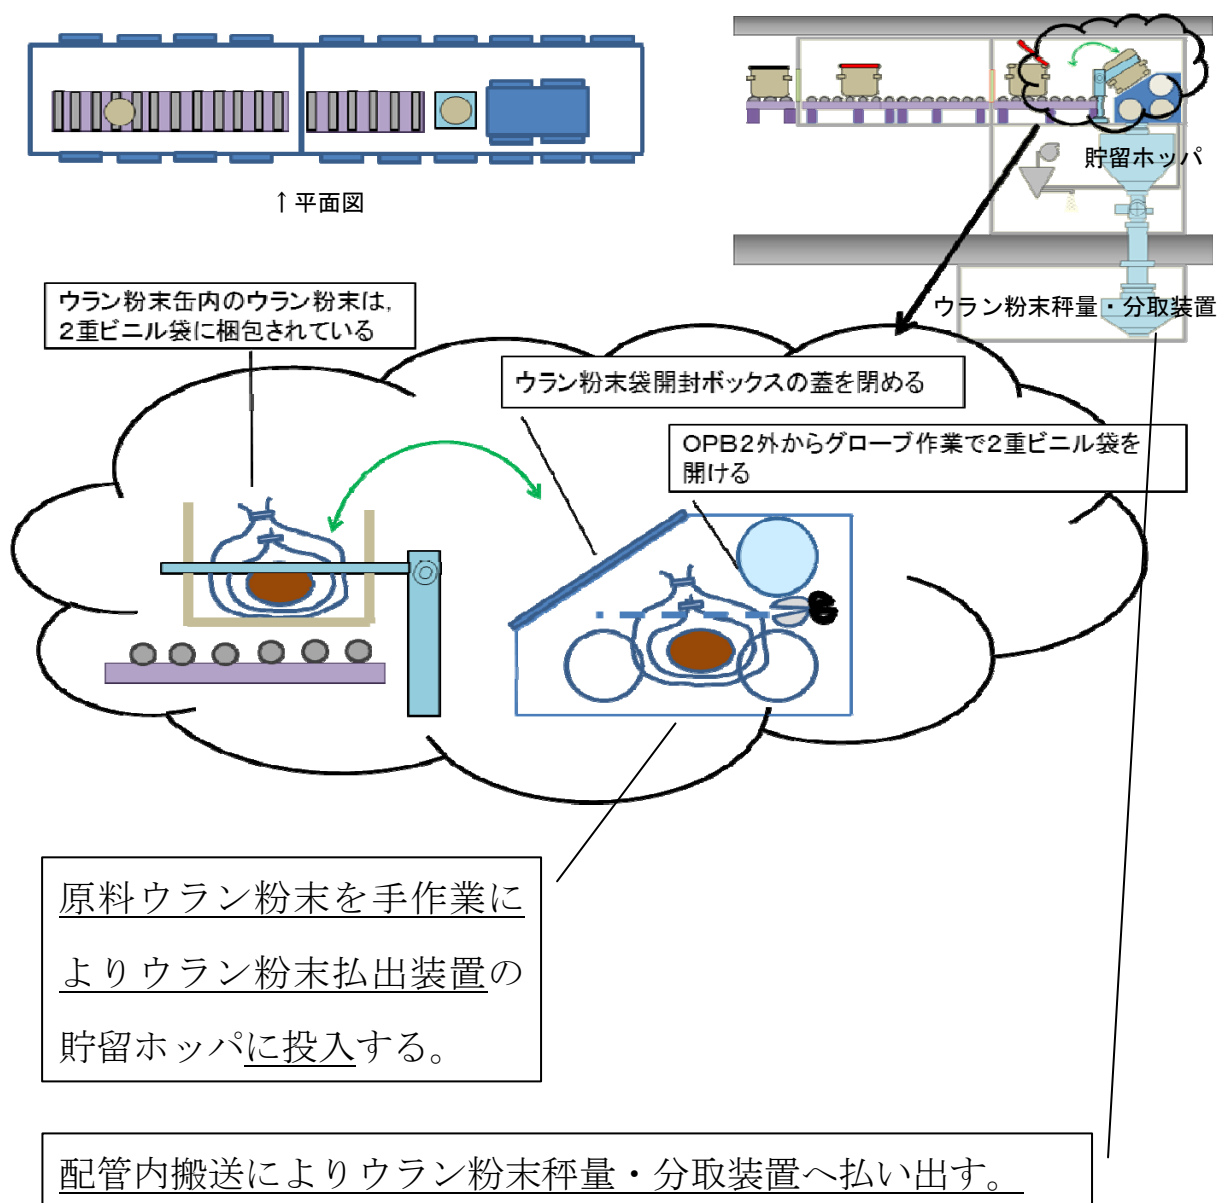 ↑平面図
貯留ホッパ
ウラン粉末秤量・分取装置
ウラン粉末缶内のウラン粉末は,
2重ビニル袋に梱包されている
ウラン粉末袋開封ボックスの蓋を閉める
OPB2外からグローブ作業で2重ビニル袋を
開ける
原料ウラン粉末を手作業に
よりウラン粉末払出装置の
貯留ホッパに投入する。
配管内搬送によりウラン粉末秤量・分取装置へ払い出す。